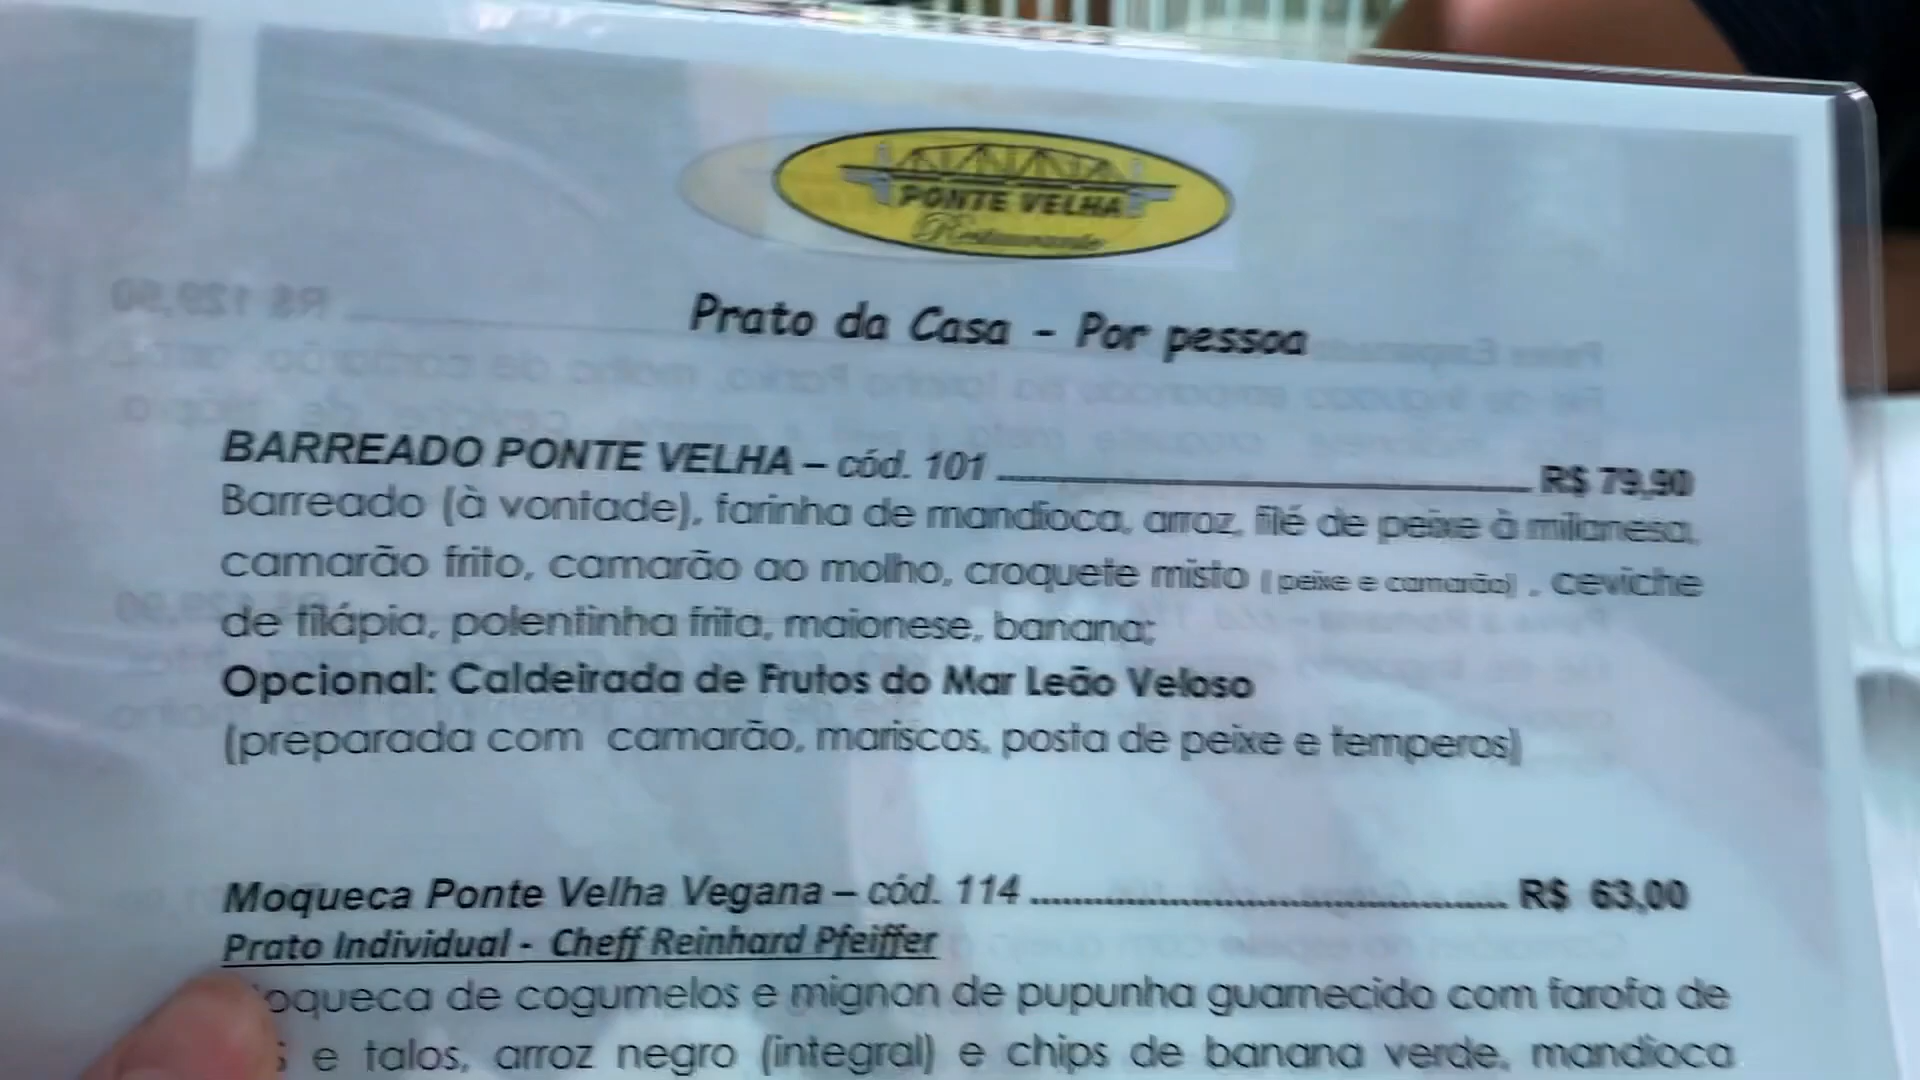 PONTE VELHA
Restaurante
Prato da Casa - Por pessoa
BARREADO PONTE VELHA – cód. 101 R$ 79,90
Barreado (à vontade), farinha de mandioca, arroz, filé de peixe à milanesa,
camarão frito, camarão ao molho, croquete misto (peixe e camarão), ceviche
de tilápia, polentinha frita, maionese, banana;
Opcional: Caldeirada de Frutos do Mar Leão Veloso
(preparada com camarão, mariscos, posta de peixe e temperos)
Moqueca Ponte Velha Vegana – cód. 114 R$ 63,00
Prato Individual - Cheff Reinhard Pfeiffer
oqueca de cogumelos e mignon de pupunha guarnecido com farofa de
e talos, arroz negro (integral) e chips de banana verde, mandioca